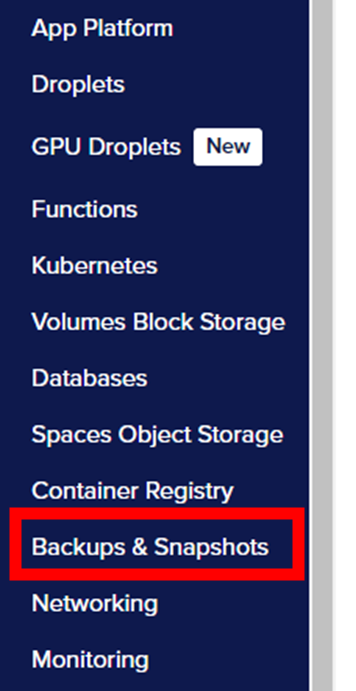 App Platform
Droplets
GPU Droplets New
Functions
Kubernetes
Volumes Block Storage
Databases
Spaces Object Storage
Container Registry
Backups & Snapshots
Networking
Monitoring